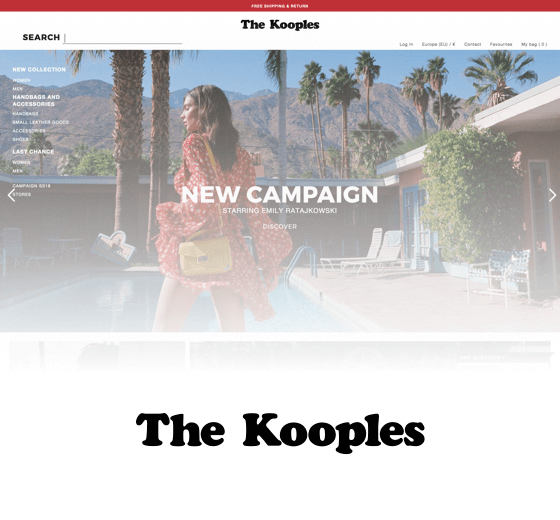 FREE SHIPPING & RETURN
The Kooples
SEARCH
Log in Europe (EU) / € Contact Favourites My bag ( 0 )
NEW COLLECTION
WOMEN
MEN
HANDBAGS AND
ACCESSORIES
HANDBAGS
SMALL LEATHER GOODS
ACCESSORIES
SHOES
LAST CHANCE
WOMEN
MEN
CAMPAIGN SS19
STORES
NEW CAMPAIGN
STARRING EMILY RATAJKOWSKI
DISCOVER
The Kooples